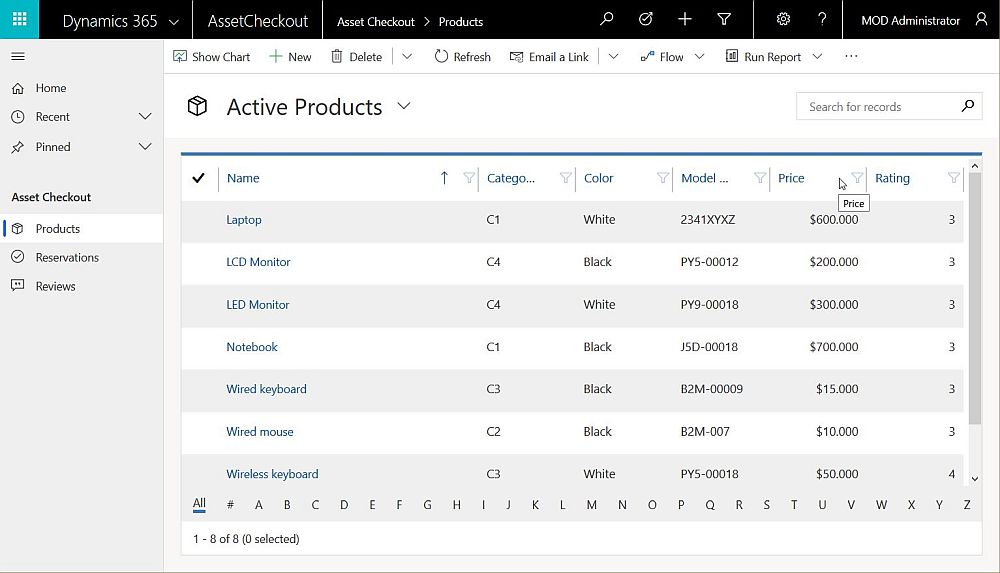 Dynamics 365 AssetCheckout Asset Checkout > Products ? MOD Administrator
Show Chart New Delete Refresh Email a Link Flow Run Report ...
Home
Recent
Pinned
Asset Checkout
Products
Reservations
Reviews
Active Products
Search for records
Name Catego... Color Model ... Price Rating
Price
Laptop C1 White 2341XYXZ $600.000 3
LCD Monitor C4 Black PY5-00012 $200.000 3
LED Monitor C4 White PY9-00018 $300.000 3
Notebook C1 Black J5D-00018 $700.000 3
Wired keyboard C3 Black B2M-00009 $15.000 3
Wired mouse C2 Black B2M-007 $10.000 3
Wireless keyboard C3 White PY5-00018 $50.000 4
All # A B C D E F G H I J K L M N O P Q R S T U V W X Y Z
1 - 8 of 8 (0 selected)